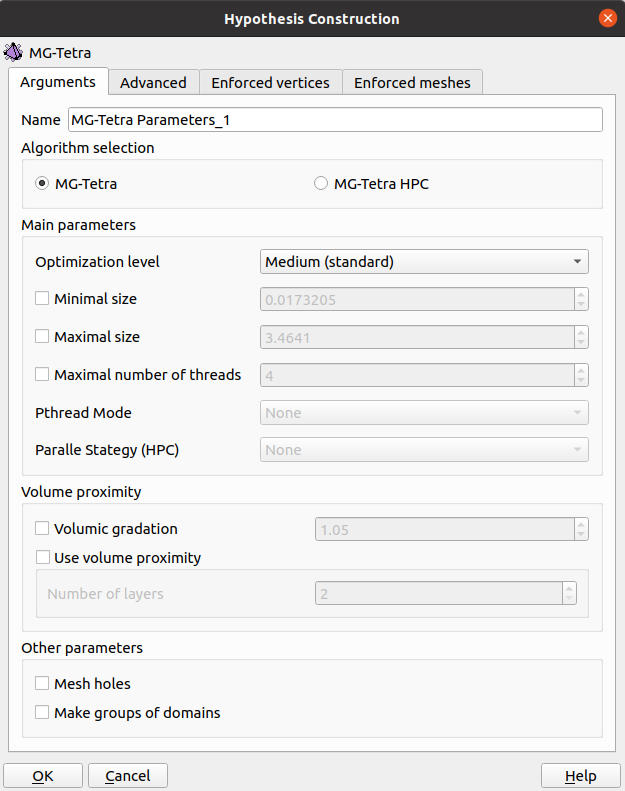 Hypothesis Construction
MG-Tetra
Arguments Advanced Enforced vertices Enforced meshes
Name MG-Tetra Parameters_1
Algorithm selection
MG-Tetra MG-Tetra HPC
Main parameters
Optimization level Medium (standard)
Minimal size 0.0173205
Maximal size 3.4641
Maximal number of threads 4
Pthread Mode None
Paralle Stategy (HPC) None
Volume proximity
Volumic gradation 1.05
Use volume proximity
Number of layers 2
Other parameters
Mesh holes
Make groups of domains
OK Cancel Help